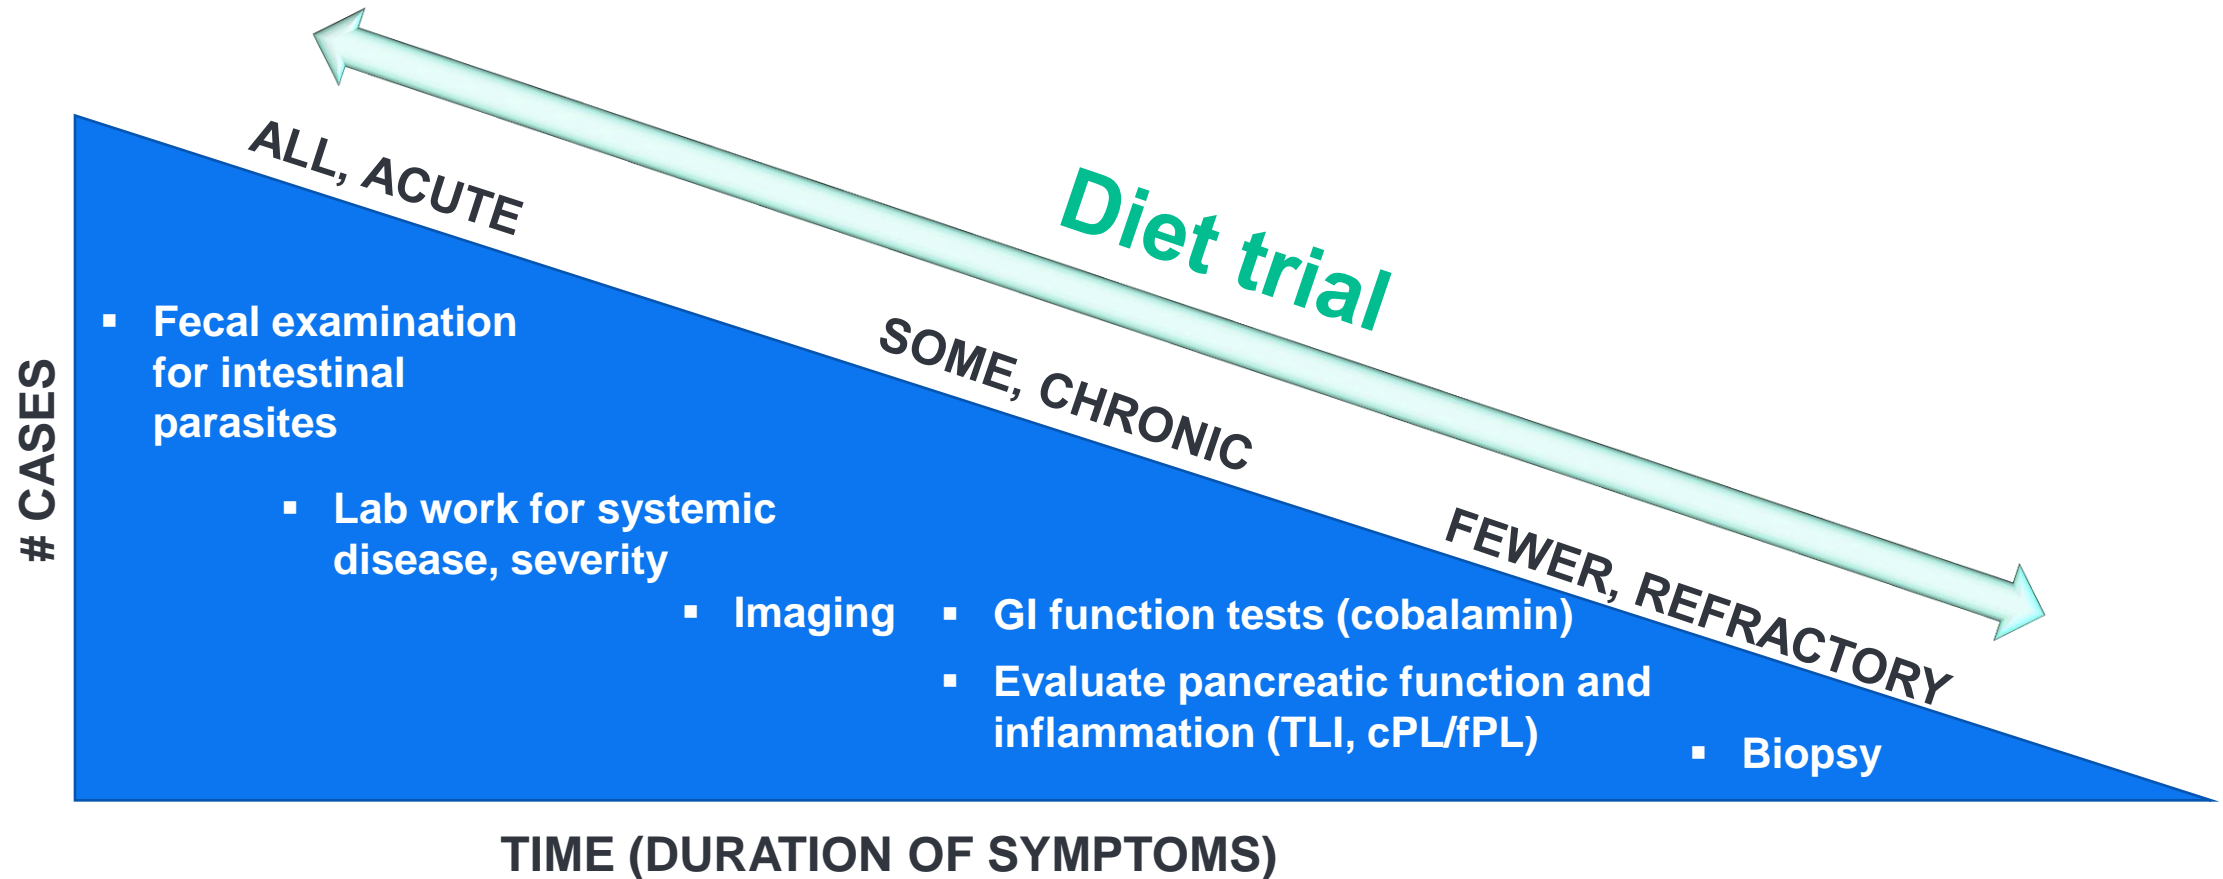 ALL, ACUTE
Diet trial
SOME, CHRONIC
FEWER, REFRACTORY
# CASES
▪ Fecal examination
for intestinal
parasites
▪ Lab work for systemic
disease, severity
▪ Imaging
▪ GI function tests (cobalamin)
▪ Evaluate pancreatic function and
inflammation (TLI, cPL/fPL)
▪ Biopsy
TIME (DURATION OF SYMPTOMS)